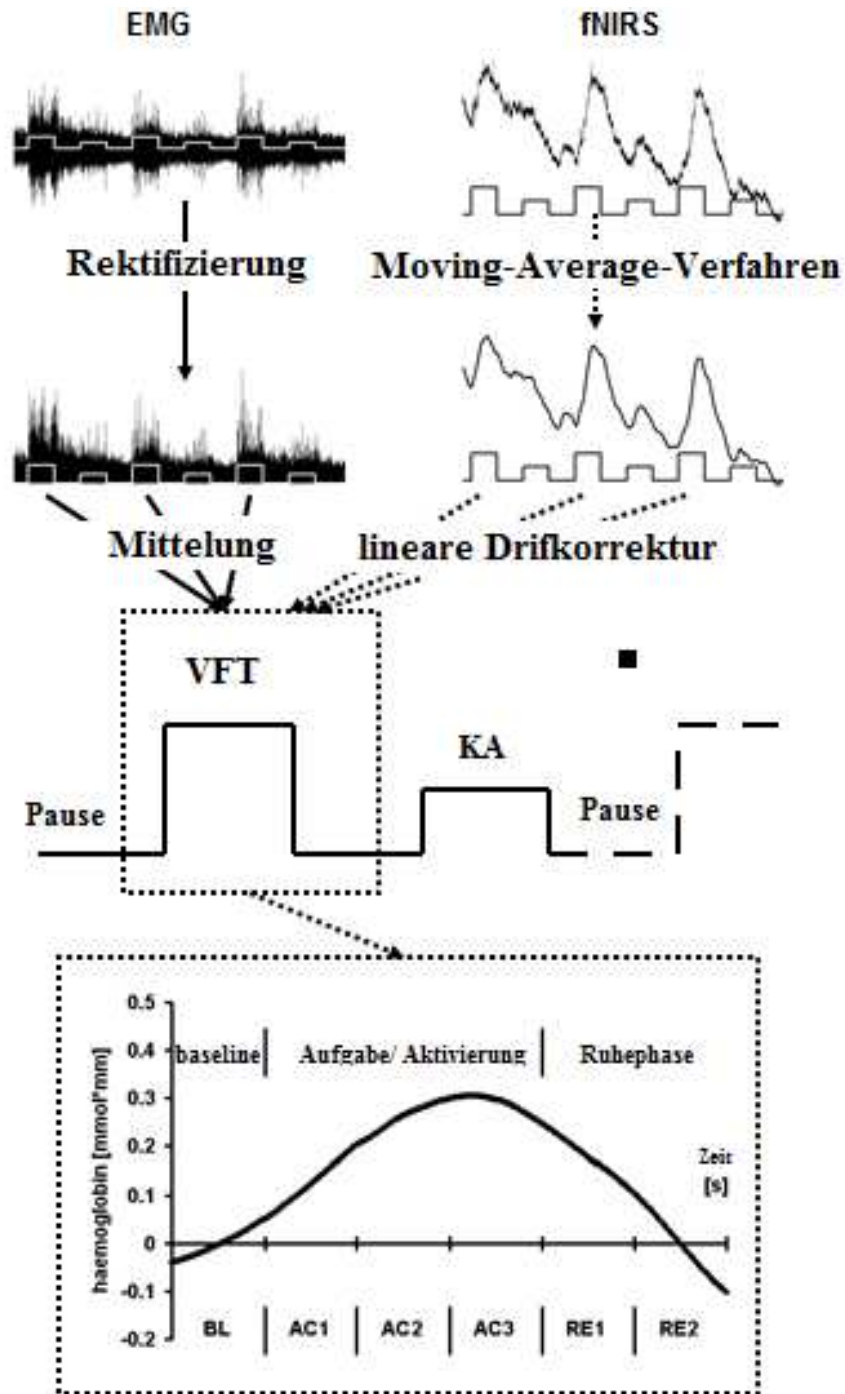 EMG
fNIRS
Rektifizierung
Moving-Average-Verfahren
Mittelung
lineare Drifkorrektur
VFT
KA
Pause
Pause
0.5
0.4
0.3
0.2
0.1
0
-0.1
-0.2
haemoglobin [mmol*mm]
baseline
Aufgabe/ Aktivierung
Ruhephase
Zeit
[s]
BL
AC1
AC2
AC3
RE1
RE2